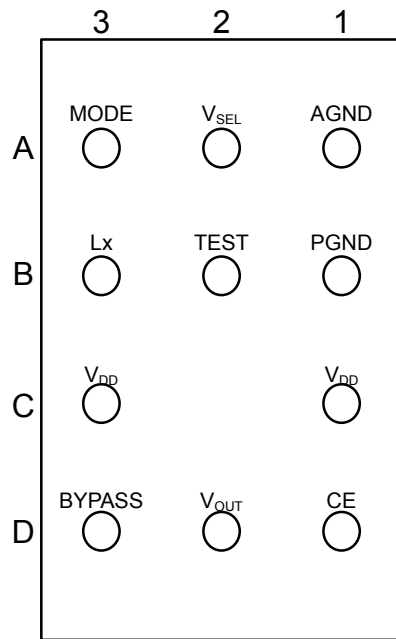 3 2 1
A MODE VSEL AGND
B Lx TEST PGND
C VDD VDD
D BYPASS VOUT CE